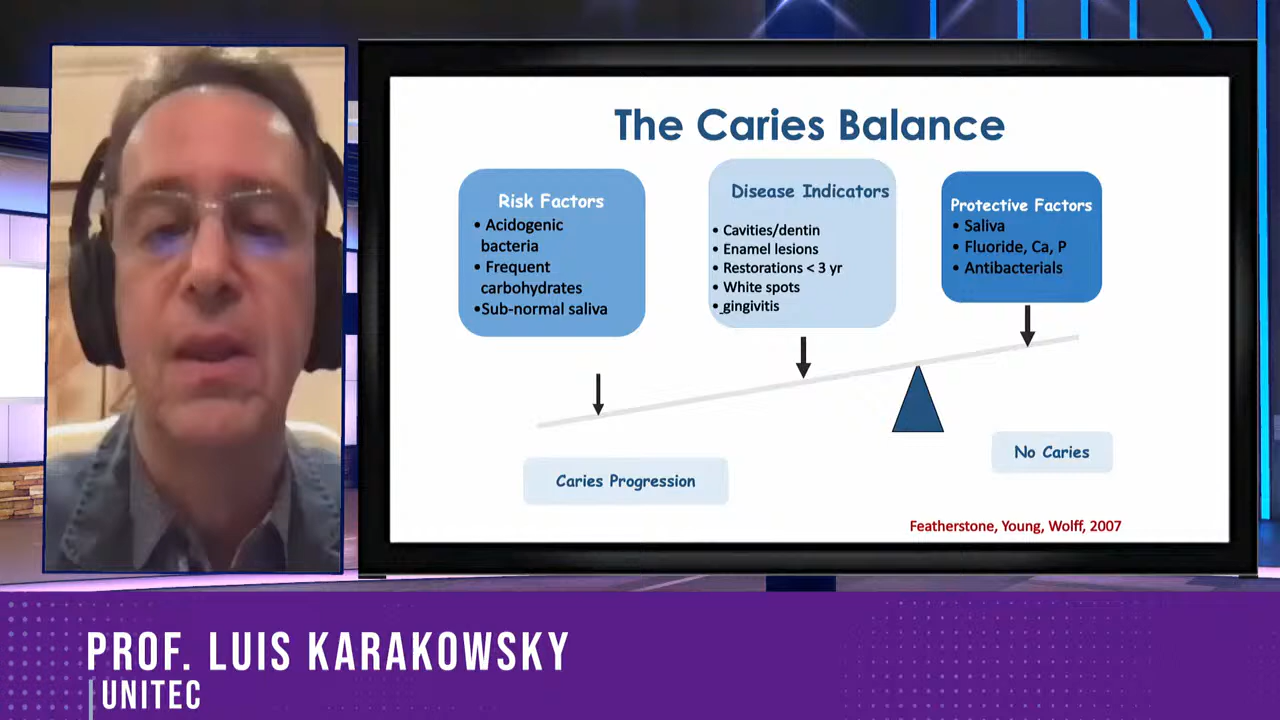 The Caries Balance
Risk Factors
• Acidogenic
bacteria
• Frequent
carbohydrates
•Sub-normal saliva
Disease Indicators
• Cavities/dentin
• Enamel lesions
• Restorations < 3 yr
• White spots
• gingivitis
Protective Factors
• Saliva
• Fluoride, Ca, P
• Antibacterials
Caries Progression
No Caries
Featherstone, Young, Wolff, 2007
PROF. LUIS KARAKOWSKY
UNITEC